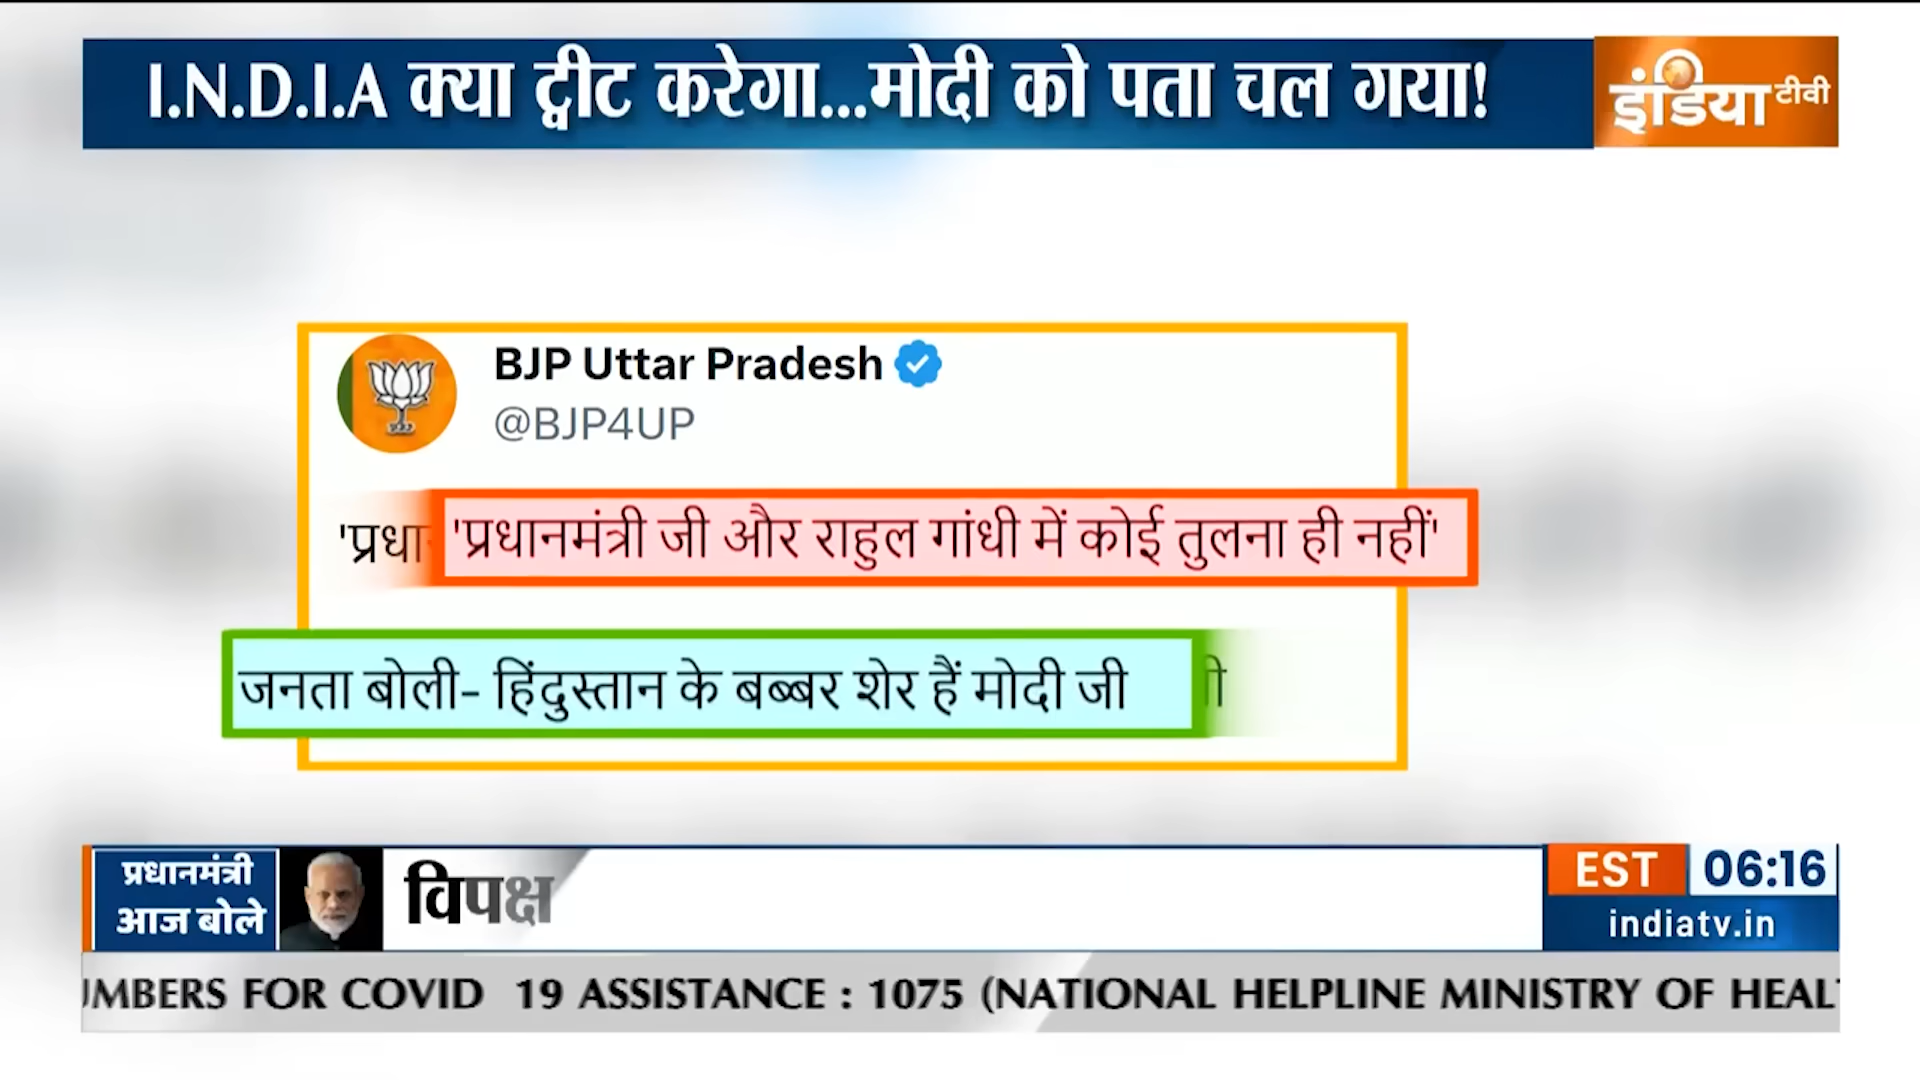 I.N.D.I.A क्या ट्वीट करेगा...मोदी को पता चल गया!
इंडिया टीवी
BJP Uttar Pradesh
@BJP4UP
'प्रधा 'प्रधानमंत्री जी और राहुल गांधी में कोई तुलना ही नहीं'
जनता बोली- हिंदुस्तान के बब्बर शेर हैं मोदी जी
प्रधानमंत्री
आज बोले
विपक्ष
EST 06:16
indiatv.in
UMBERS FOR COVID 19 ASSISTANCE : 1075 (NATIONAL HELPLINE MINISTRY OF HEAL